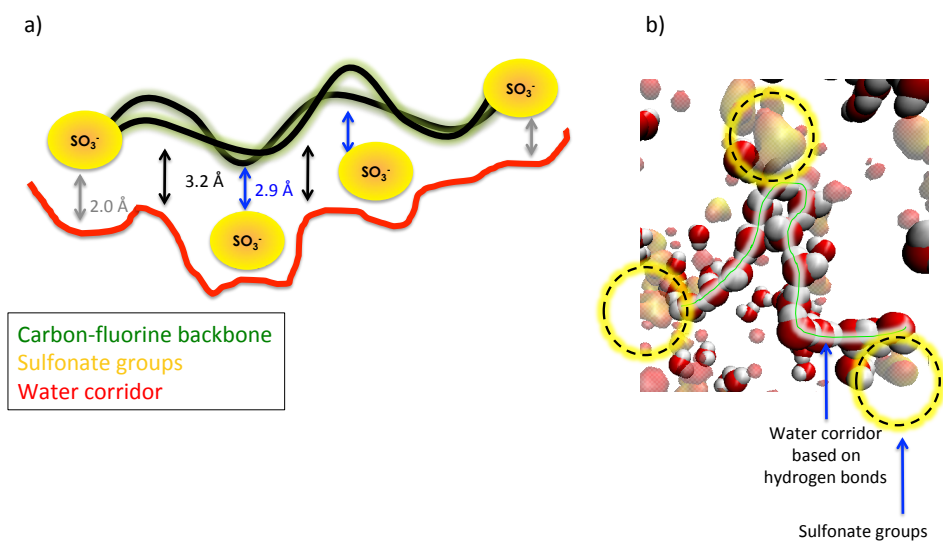 a)
b)
SO₃⁻
SO₃⁻
3.2 Å
2.9 Å
SO₃⁻
2.0 Å
SO₃⁻
Carbon-fluorine backbone
Sulfonate groups
Water corridor
Water corridor
based on
hydrogen bonds
Sulfonate groups